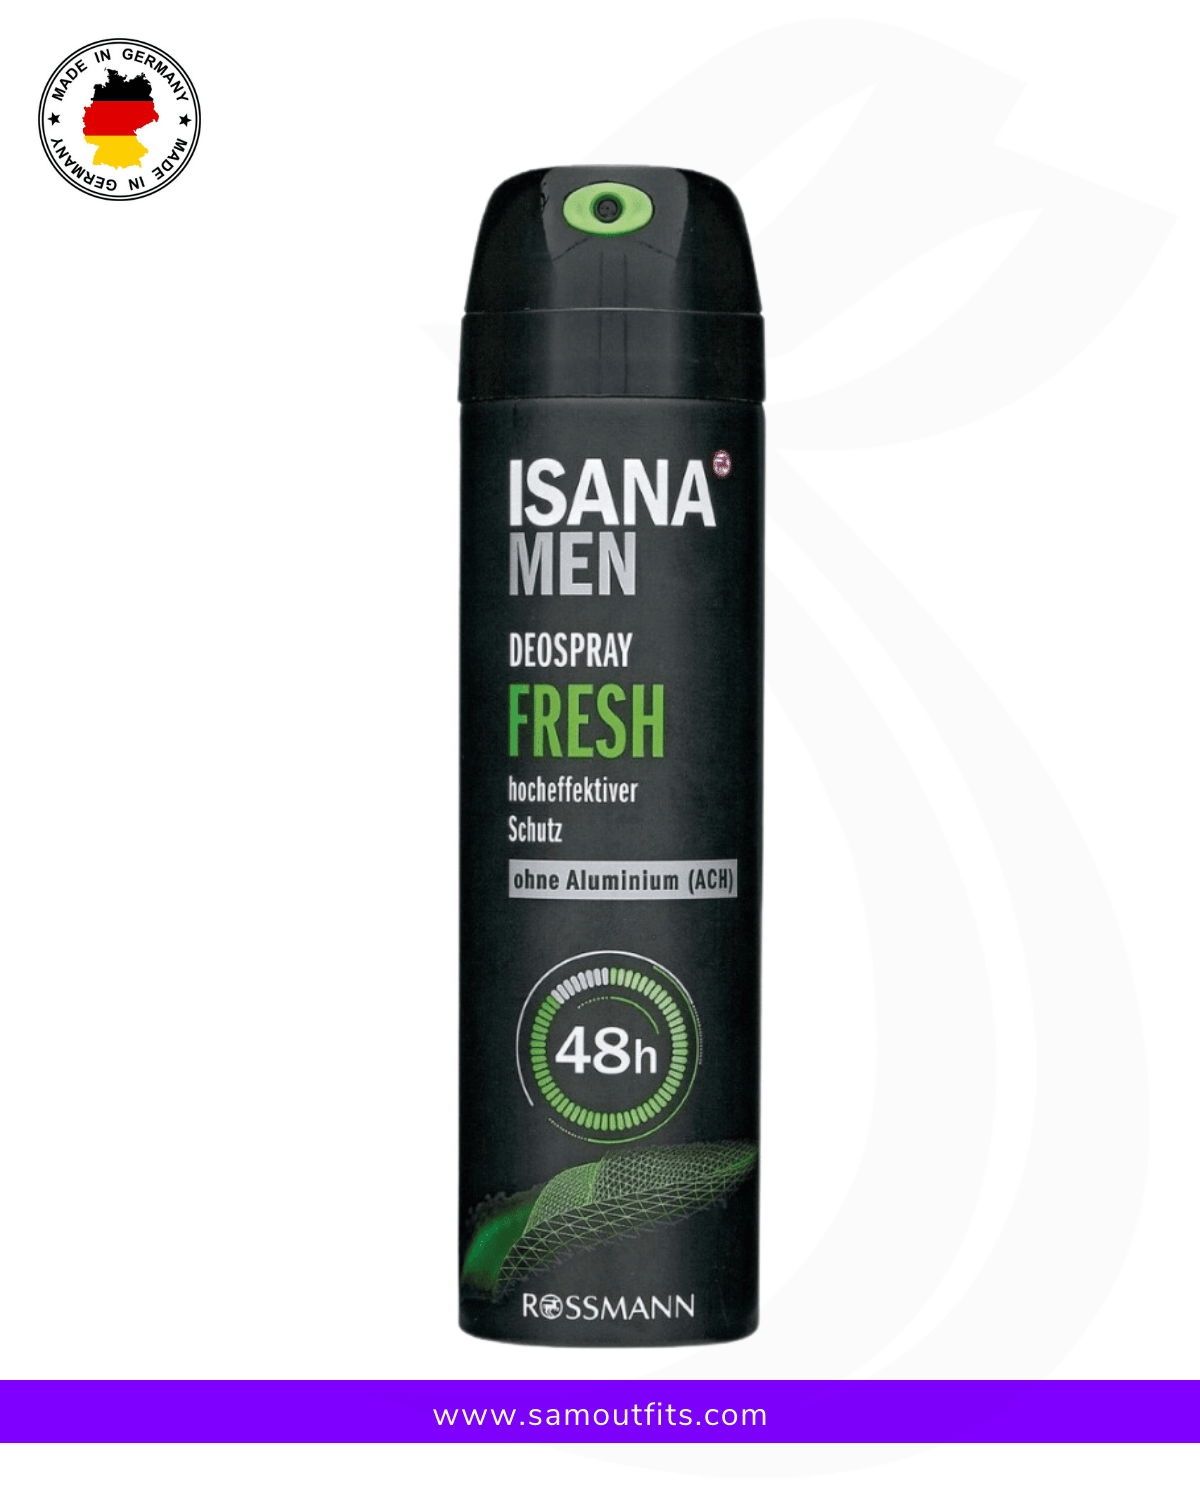 MADE IN GERMANY
MADE IN GERMANY
ISANA
MEN
DEOSPRAY
FRESH
hocheffektiver
Schutz
ohne Aluminium (ACH)
48h
ROSSMANN
www.samoutfits.com